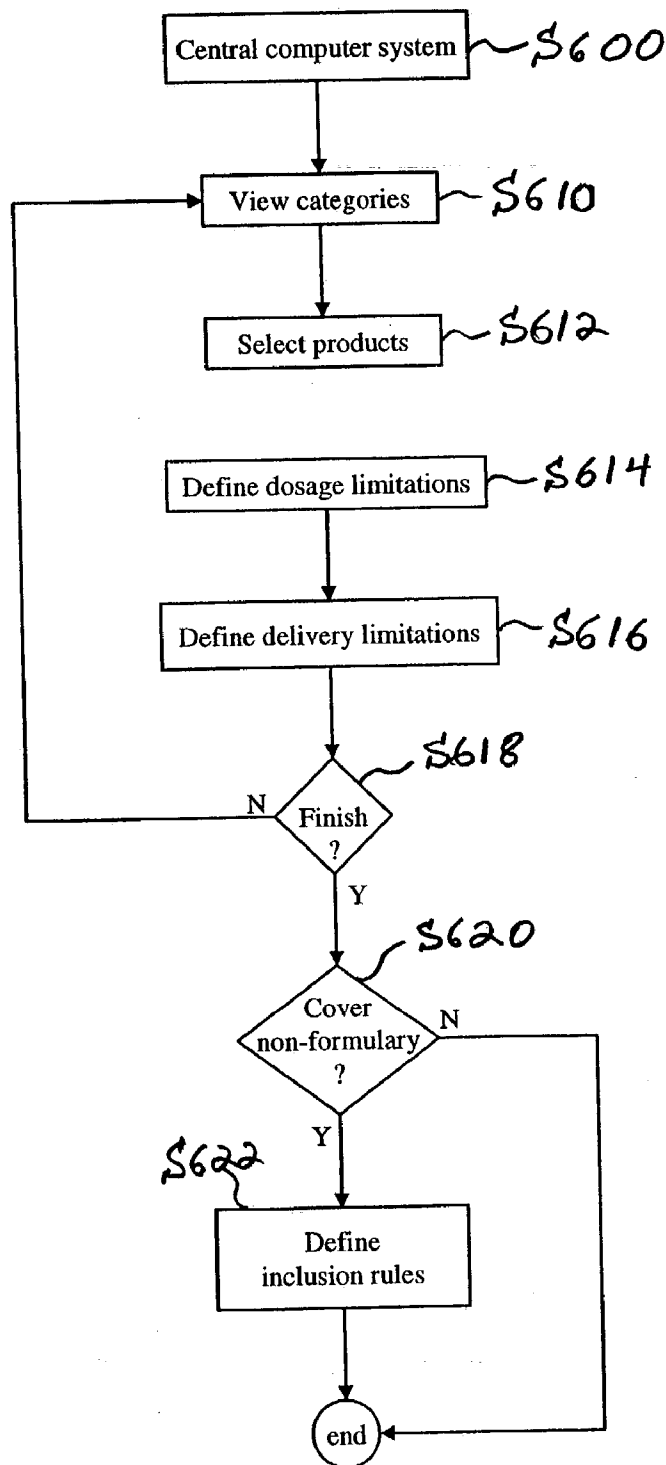 Central computer system S600
View categories S610
Select products S612
Define dosage limitations S614
Define delivery limitations S616
S618
N
Finish
?
Y
S620
Cover
non-formulary
?
N
Y
S622
Define
inclusion rules
end